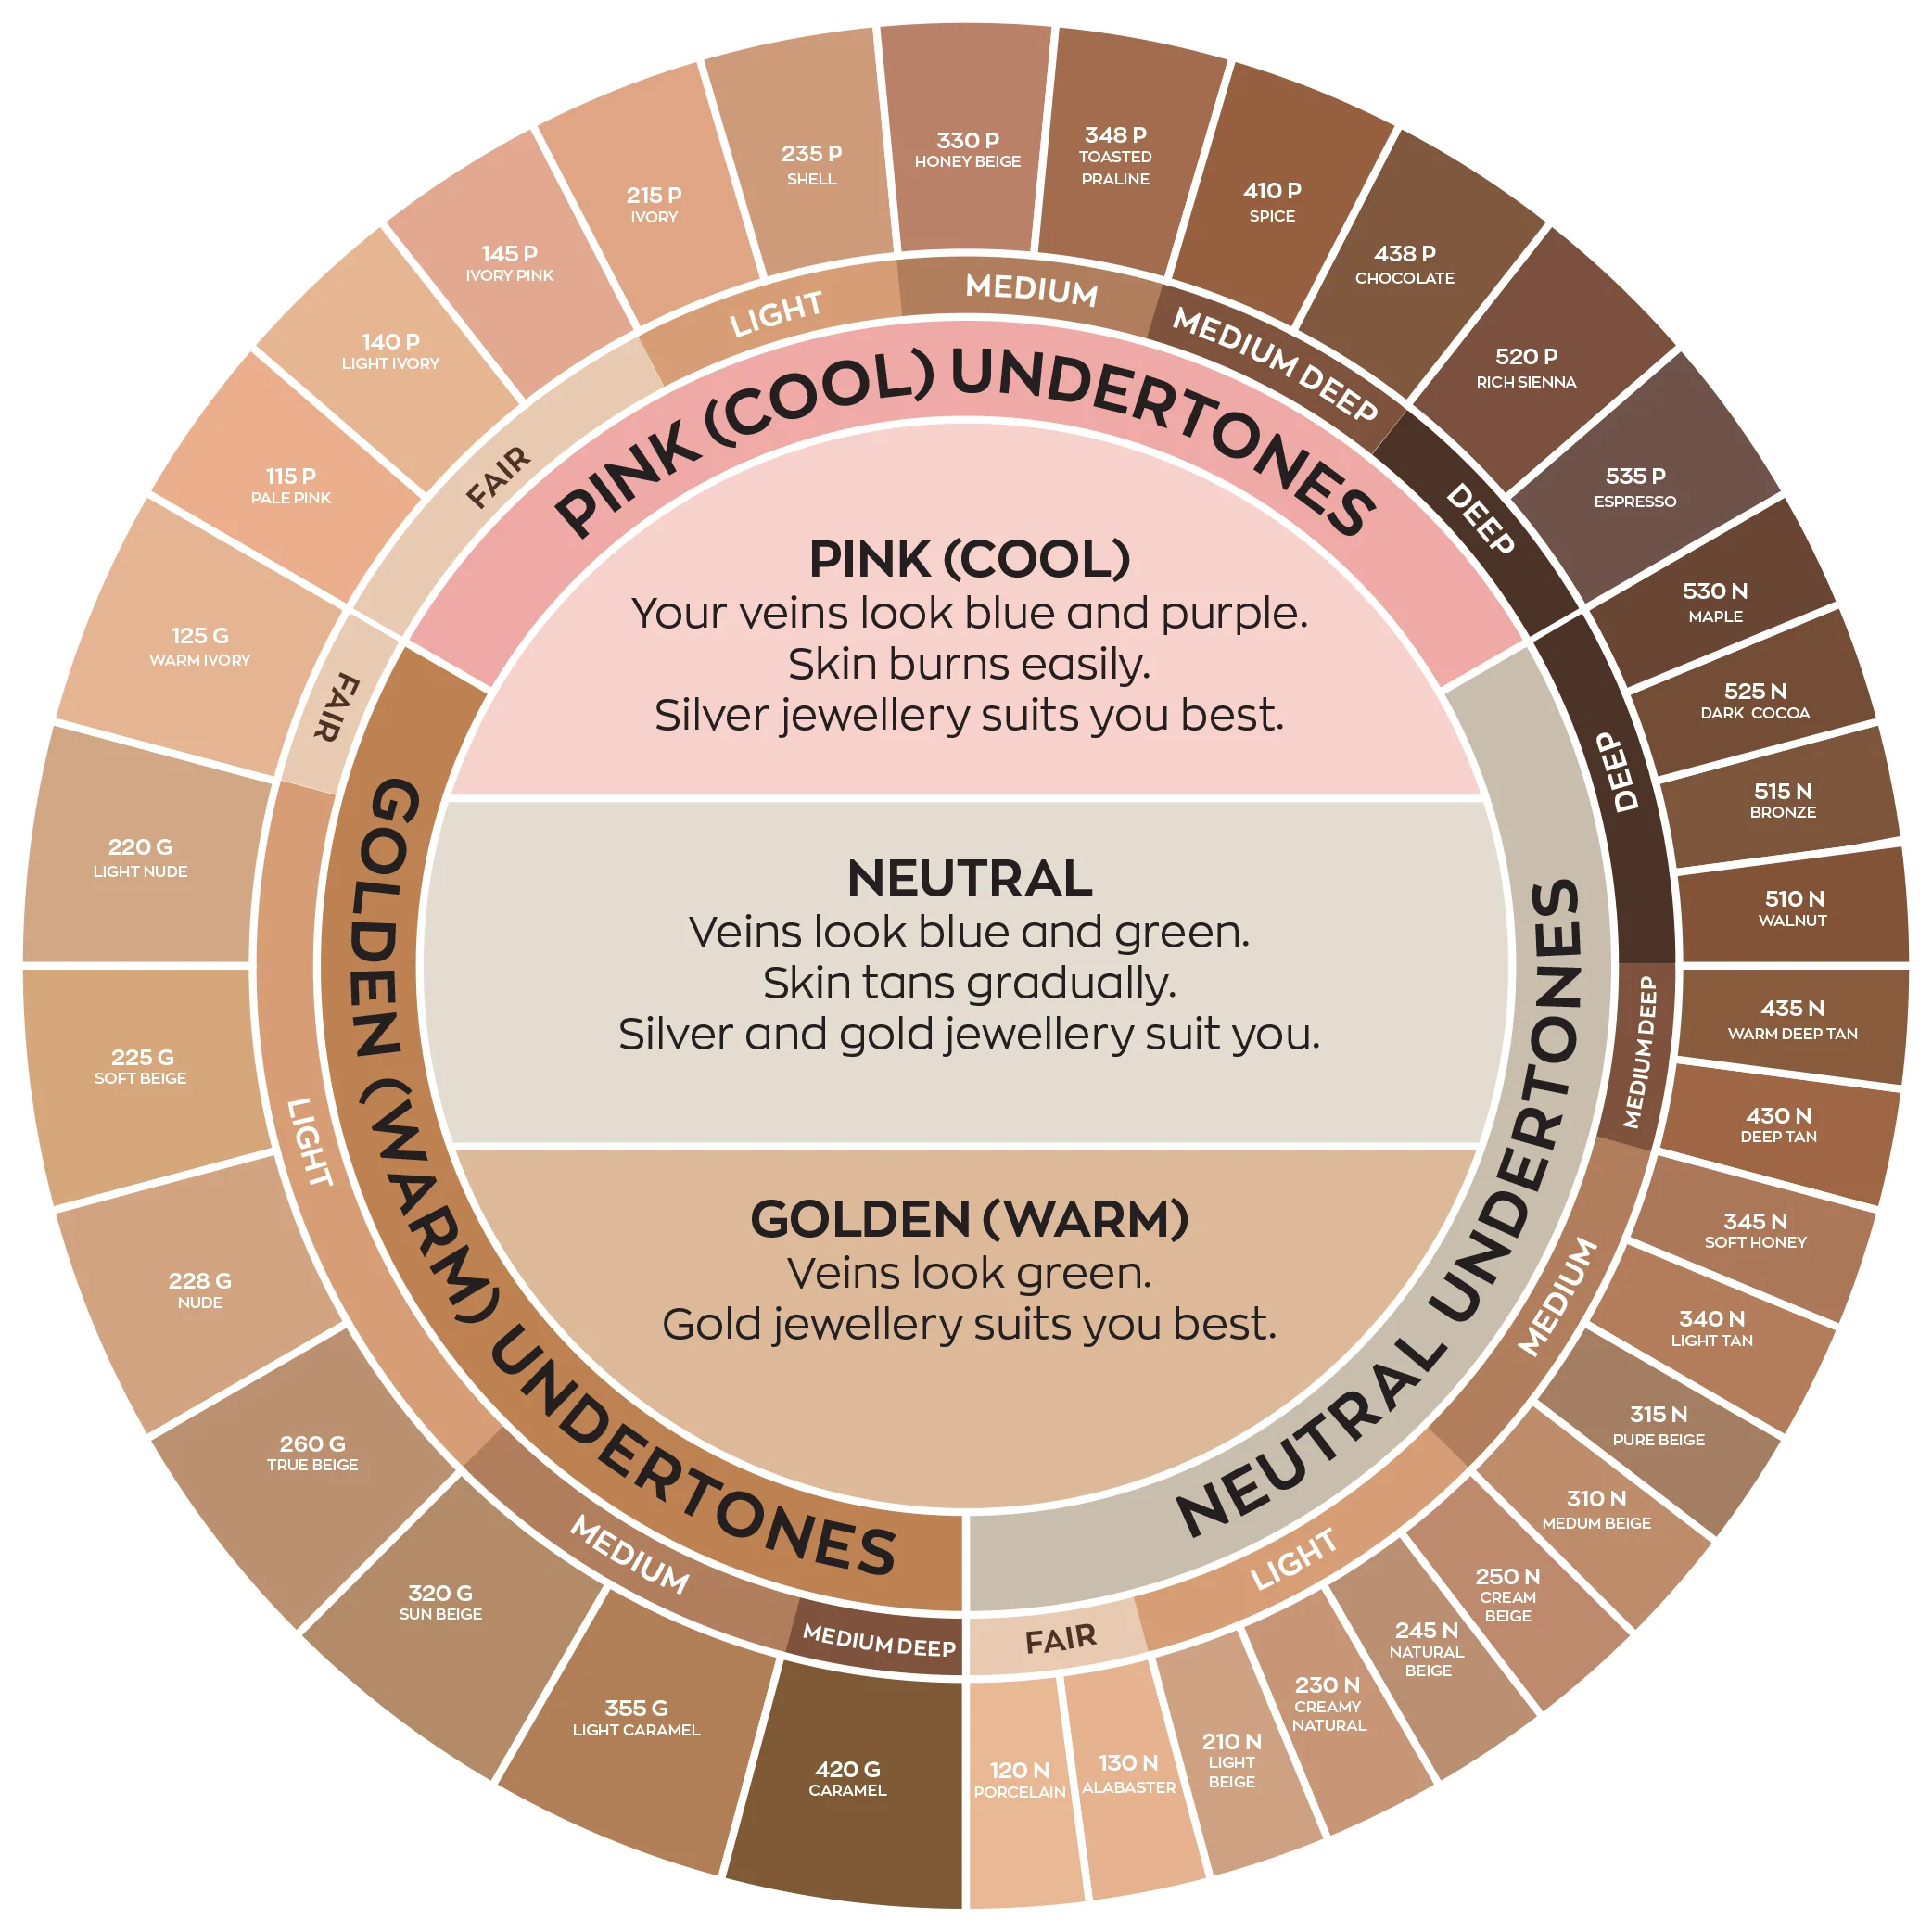 PINK (COOL) UNDERTONES
FAIR
LIGHT
MEDIUM
MEDIUM DEEP
DEEP
115 P
PALE PINK
140 P
LIGHT IVORY
145 P
IVORY PINK
215 P
IVORY
235 P
SHELL
330 P
HONEY BEIGE
348 P
TOASTED
PRALINE
410 P
SPICE
438 P
CHOCOLATE
520 P
RICH SIENNA
535 P
ESPRESSO
NEUTRAL UNDERTONES
DEEP
MEDIUM DEEP
MEDIUM
LIGHT
FAIR
530 N
MAPLE
525 N
DARK COCOA
515 N
BRONZE
510 N
WALNUT
435 N
WARM DEEP TAN
430 N
DEEP TAN
345 N
SOFT HONEY
340 N
LIGHT TAN
315 N
PURE BEIGE
310 N
MEDUM BEIGE
250 N
CREAM
BEIGE
245 N
NATURAL
BEIGE
230 N
CREAMY
NATURAL
210 N
LIGHT
BEIGE
130 N
ALABASTER
120 N
PORCELAIN
GOLDEN (WARM) UNDERTONES
FAIR
LIGHT
MEDIUM
MEDIUM DEEP
125 G
WARM IVORY
220 G
LIGHT NUDE
225 G
SOFT BEIGE
228 G
NUDE
260 G
TRUE BEIGE
320 G
SUN BEIGE
355 G
LIGHT CARAMEL
420 G
CARAMEL
PINK (COOL)
Your veins look blue and purple.
Skin burns easily.
Silver jewellery suits you best.
NEUTRAL
Veins look blue and green.
Skin tans gradually.
Silver and gold jewellery suit you.
GOLDEN (WARM)
Veins look green.
Gold jewellery suits you best.